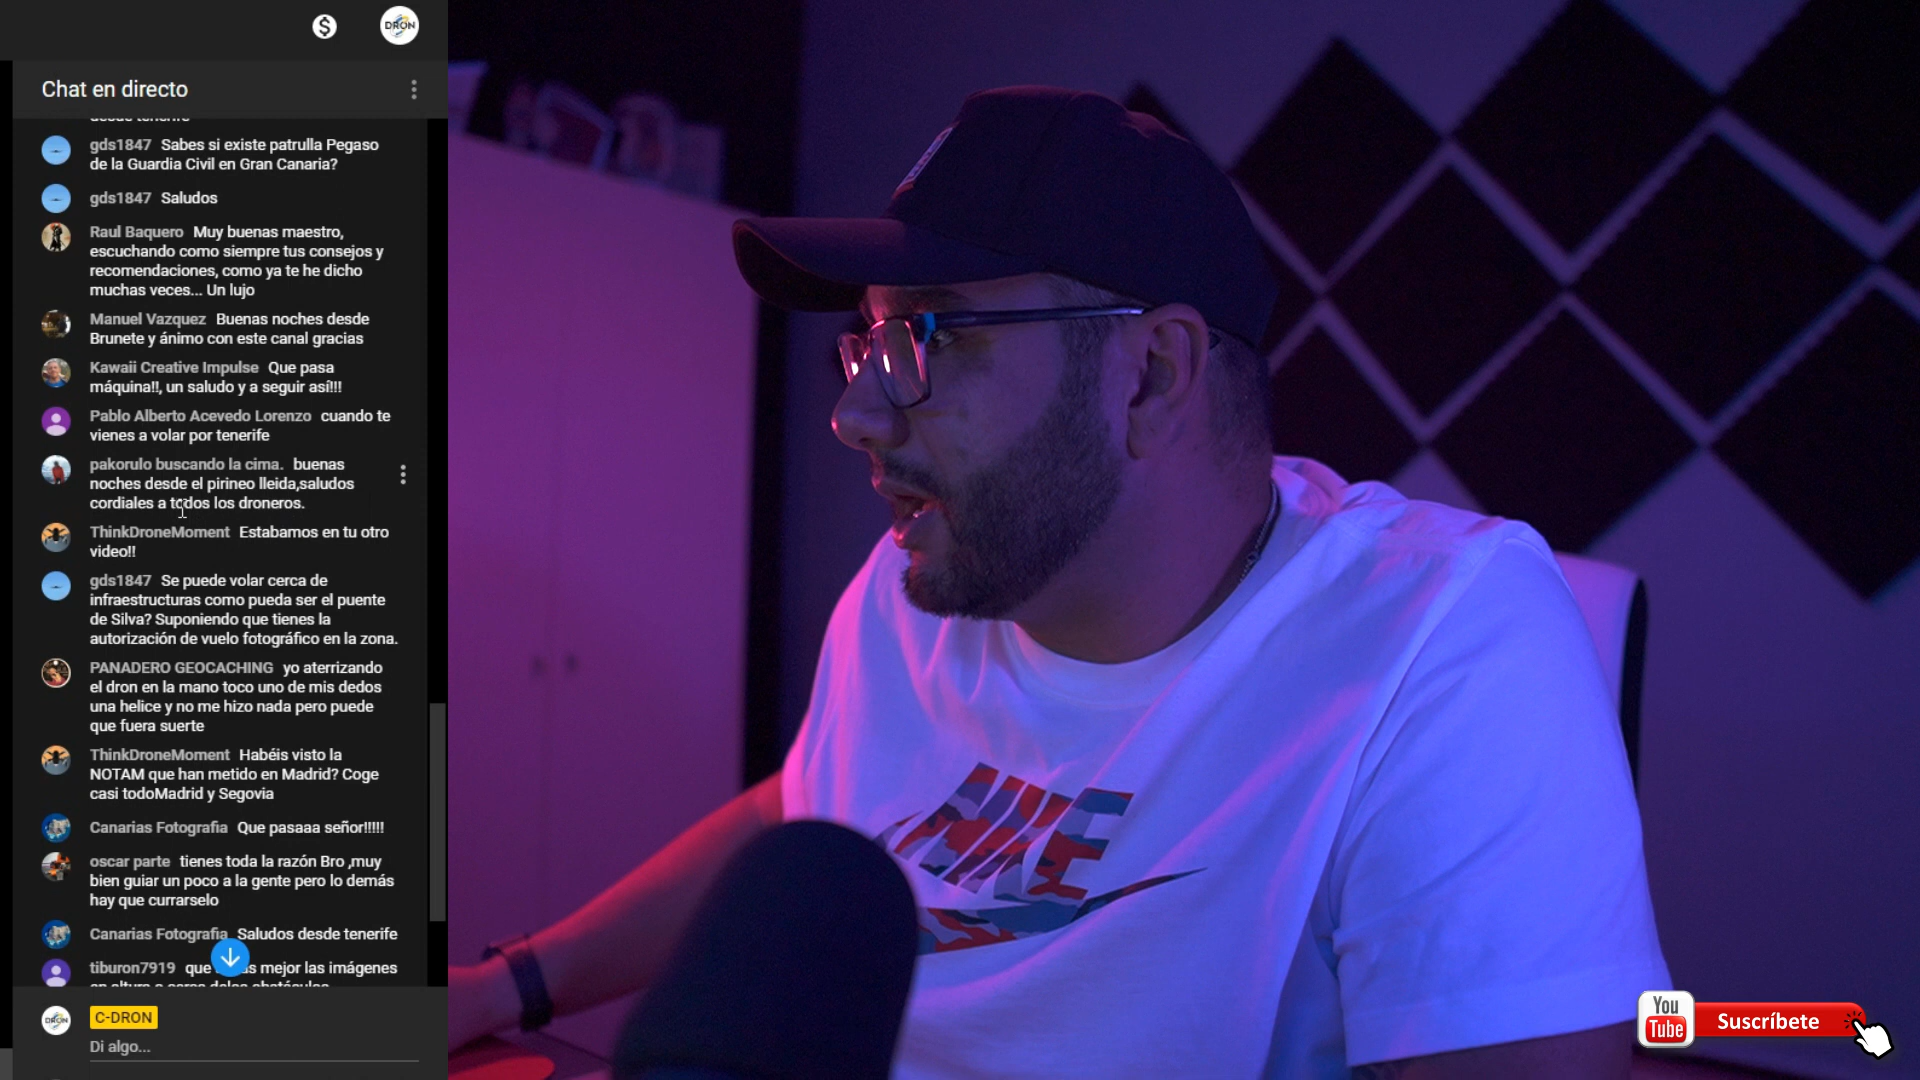 DRON
Chat en directo
desde tenerife
gds1847 Sabes si existe patrulla Pegaso
de la Guardia Civil en Gran Canaria?
gds1847 Saludos
Raul Baquero Muy buenas maestro,
escuchando como siempre tus consejos y
recomendaciones, como ya te he dicho
muchas veces... Un lujo
Manuel Vazquez Buenas noches desde
Brunete y ánimo con este canal gracias
Kawaii Creative Impulse Que pasa
máquina!!, un saludo y a seguir así!!!
Pablo Alberto Acevedo Lorenzo cuando te
vienes a volar por tenerife
pakorulo buscando la cima. buenas
noches desde el pirineo lleida,saludos
cordiales a todos los droneros.
ThinkDroneMoment Estabamos en tu otro
video!!
gds1847 Se puede volar cerca de
infraestructuras como pueda ser el puente
de Silva? Suponiendo que tienes la
autorización de vuelo fotográfico en la zona.
PANADERO GEOCACHING yo aterrizando
el dron en la mano toco uno de mis dedos
una helice y no me hizo nada pero puede
que fuera suerte
ThinkDroneMoment Habéis visto la
NOTAM que han metido en Madrid? Coge
casi todoMadrid y Segovia
Canarias Fotografia Que pasaaa señor!!!!!
oscar parte tienes toda la razón Bro ,muy
bien guiar un poco a la gente pero lo demás
hay que currarselo
Canarias Fotografia Saludos desde tenerife
tiburon7919 que mejor las imágenes
DRON
C-DRON
Di algo...
NIKE
You
Tube
Suscríbete